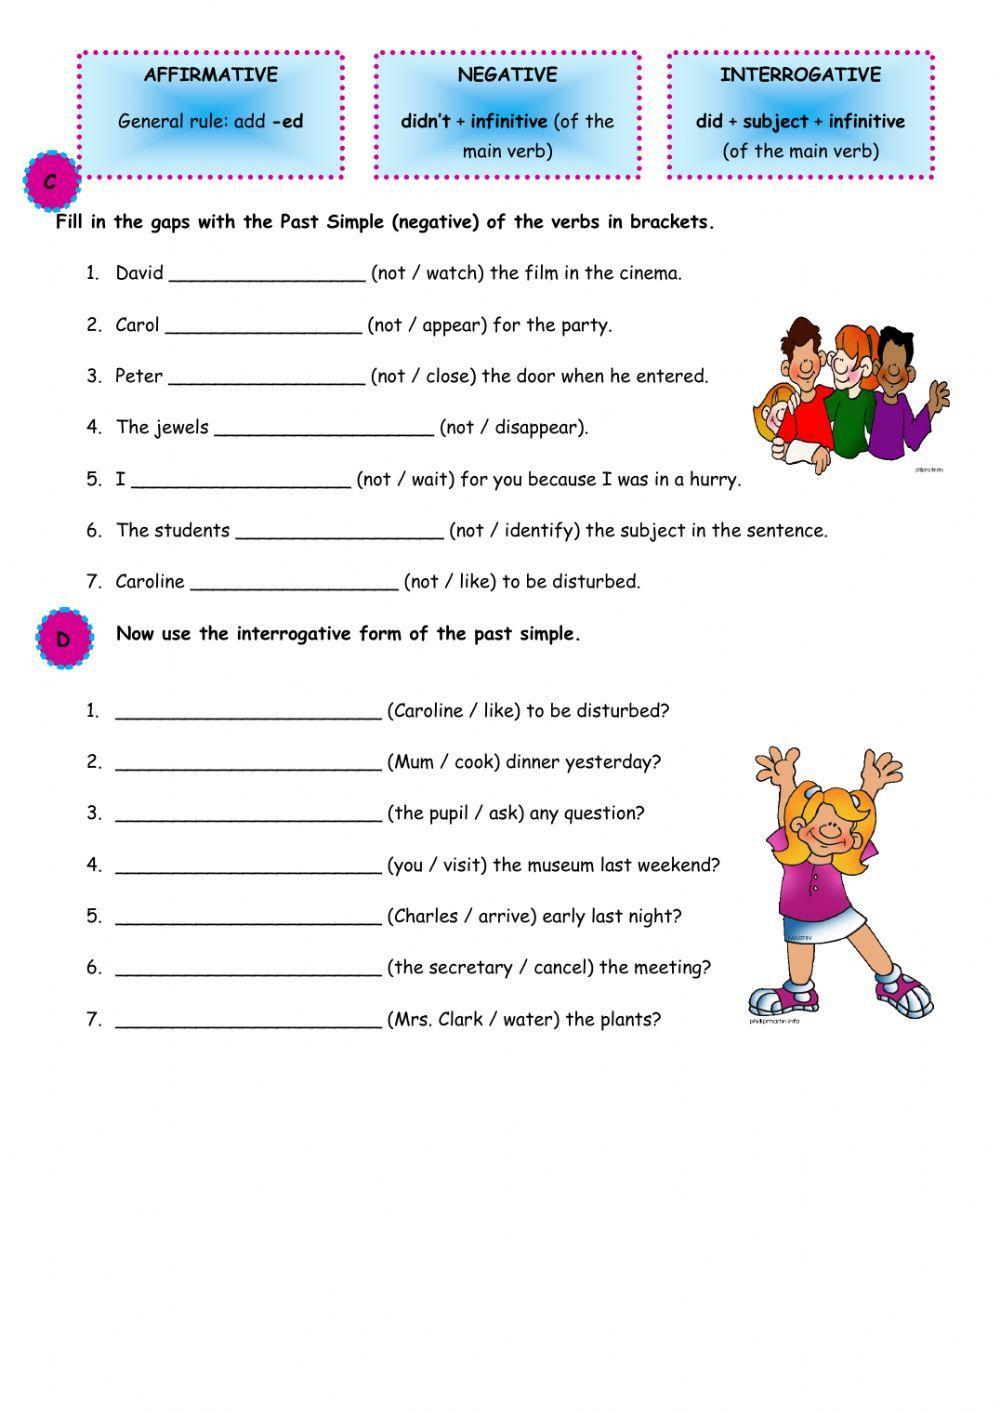 AFFIRMATIVE
General rule: add -ed
NEGATIVE
didn't + infinitive (of the
main verb)
INTERROGATIVE
did + subject + infinitive
(of the main verb)
C
Fill in the gaps with the Past Simple (negative) of the verbs in brackets.
1. David __________________ (not / watch) the film in the cinema.
2. Carol __________________ (not / appear) for the party.
3. Peter __________________ (not / close) the door when he entered.
4. The jewels ____________________ (not / disappear).
5. I ____________________ (not / wait) for you because I was in a hurry.
6. The students ___________________ (not / identify) the subject in the sentence.
7. Caroline ___________________ (not / like) to be disturbed.
philipmartin.info
D
Now use the interrogative form of the past simple.
1. ________________________ (Caroline / like) to be disturbed?
2. ________________________ (Mum / cook) dinner yesterday?
3. ________________________ (the pupil / ask) any question?
4. ________________________ (you / visit) the museum last weekend?
5. ________________________ (Charles / arrive) early last night?
6. ________________________ (the secretary / cancel) the meeting?
7. ________________________ (Mrs. Clark / water) the plants?
MARTIN
phillipmartin.info